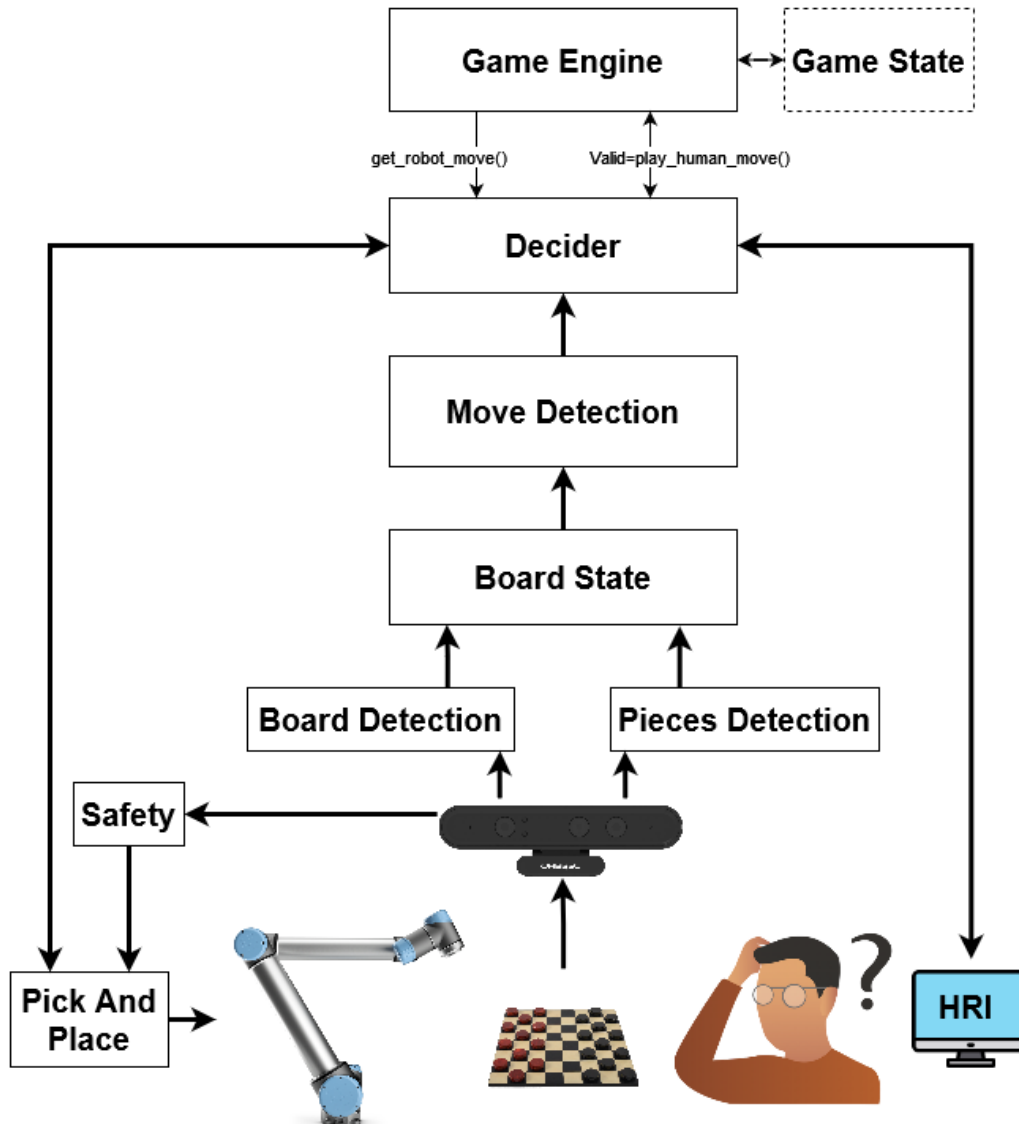 Game Engine
Game State
get_robot_move()
Valid=play_human_move()
Decider
Move Detection
Board State
Board Detection
Pieces Detection
Safety
Pick And
Place
HRI
?